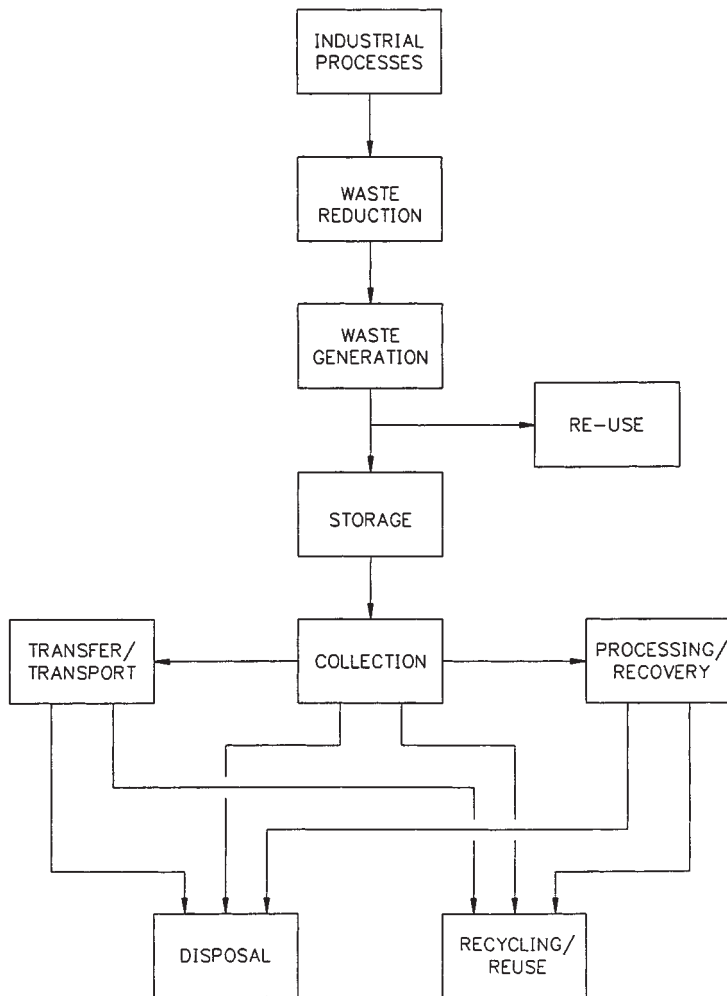 INDUSTRIAL
PROCESSES
WASTE
REDUCTION
WASTE
GENERATION
RE-USE
STORAGE
TRANSFER/
TRANSPORT
COLLECTION
PROCESSING/
RECOVERY
DISPOSAL
RECYCLING/
REUSE